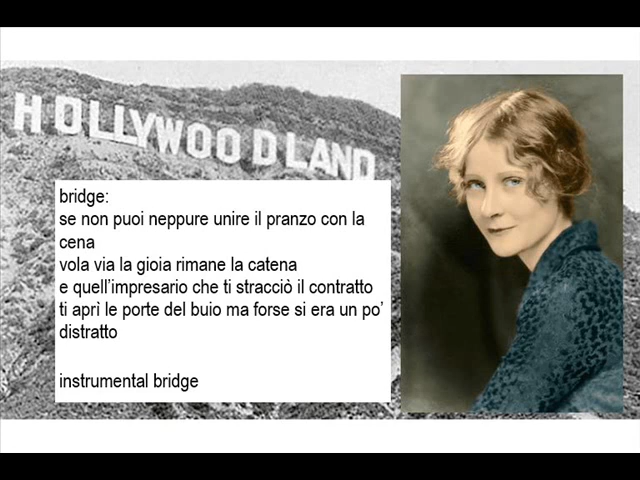 HOLLYWOODLAND
bridge:
se non puoi neppure unire il pranzo con la
cena
vola via la gioia rimane la catena
e quell'impresario che ti stracciò il contratto
ti aprì le porte del buio ma forse si era un po'
distratto
instrumental bridge